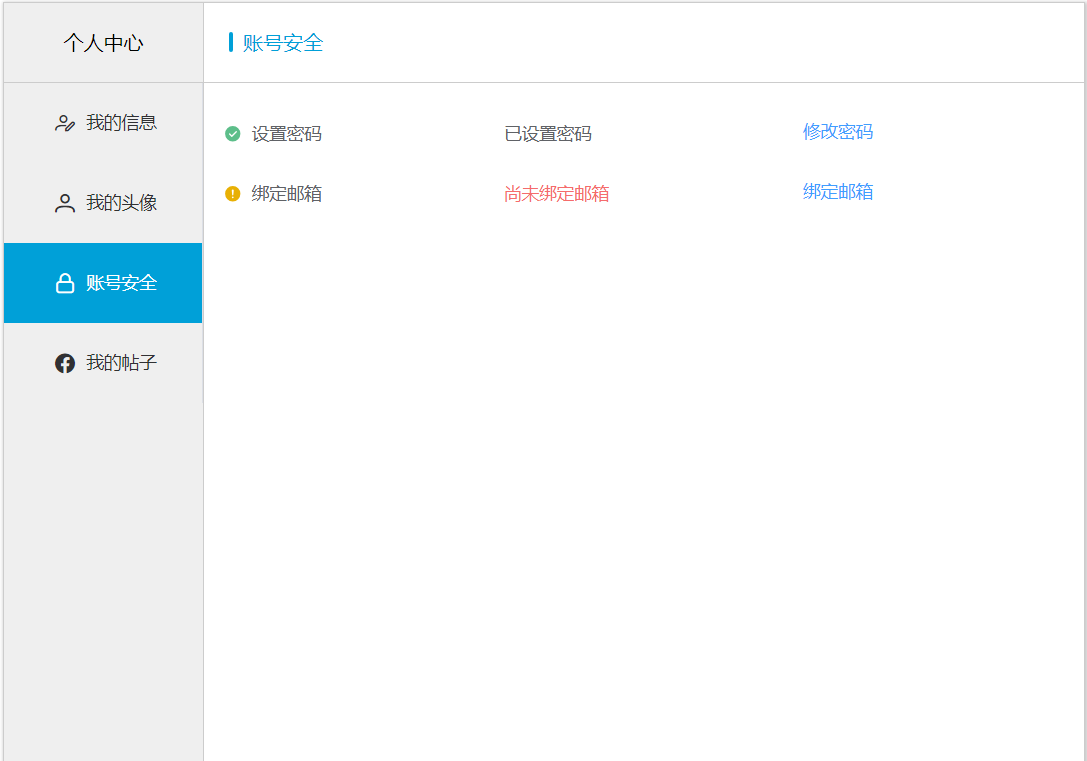 个人中心
账号安全
我的信息
我的头像
账号安全
我的帖子
设置密码 已设置密码 修改密码
绑定邮箱 尚未绑定邮箱 绑定邮箱